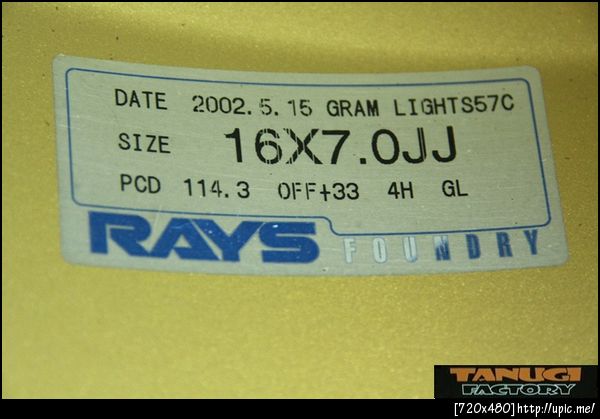 DATE 2002.5.15 GRAM LIGHTS57C
SIZE 16X7.0JJ
PCD 114.3 OFF+33 4H GL
RAYS FOUNDRY
TANUGI
FACTORY
[720x480]http://upic.me/